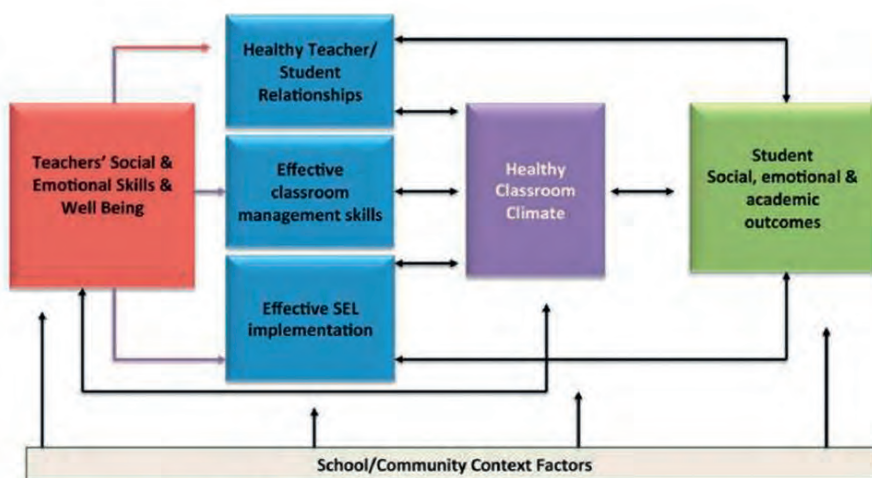 Healthy Teacher/
Student
Relationships
Teachers' Social &
Emotional Skills &
Well Being
Effective
classroom
management skills
Healthy
Classroom
Climate
Student
Social, emotional &
academic
outcomes
Effective SEL
implementation
School/Community Context Factors